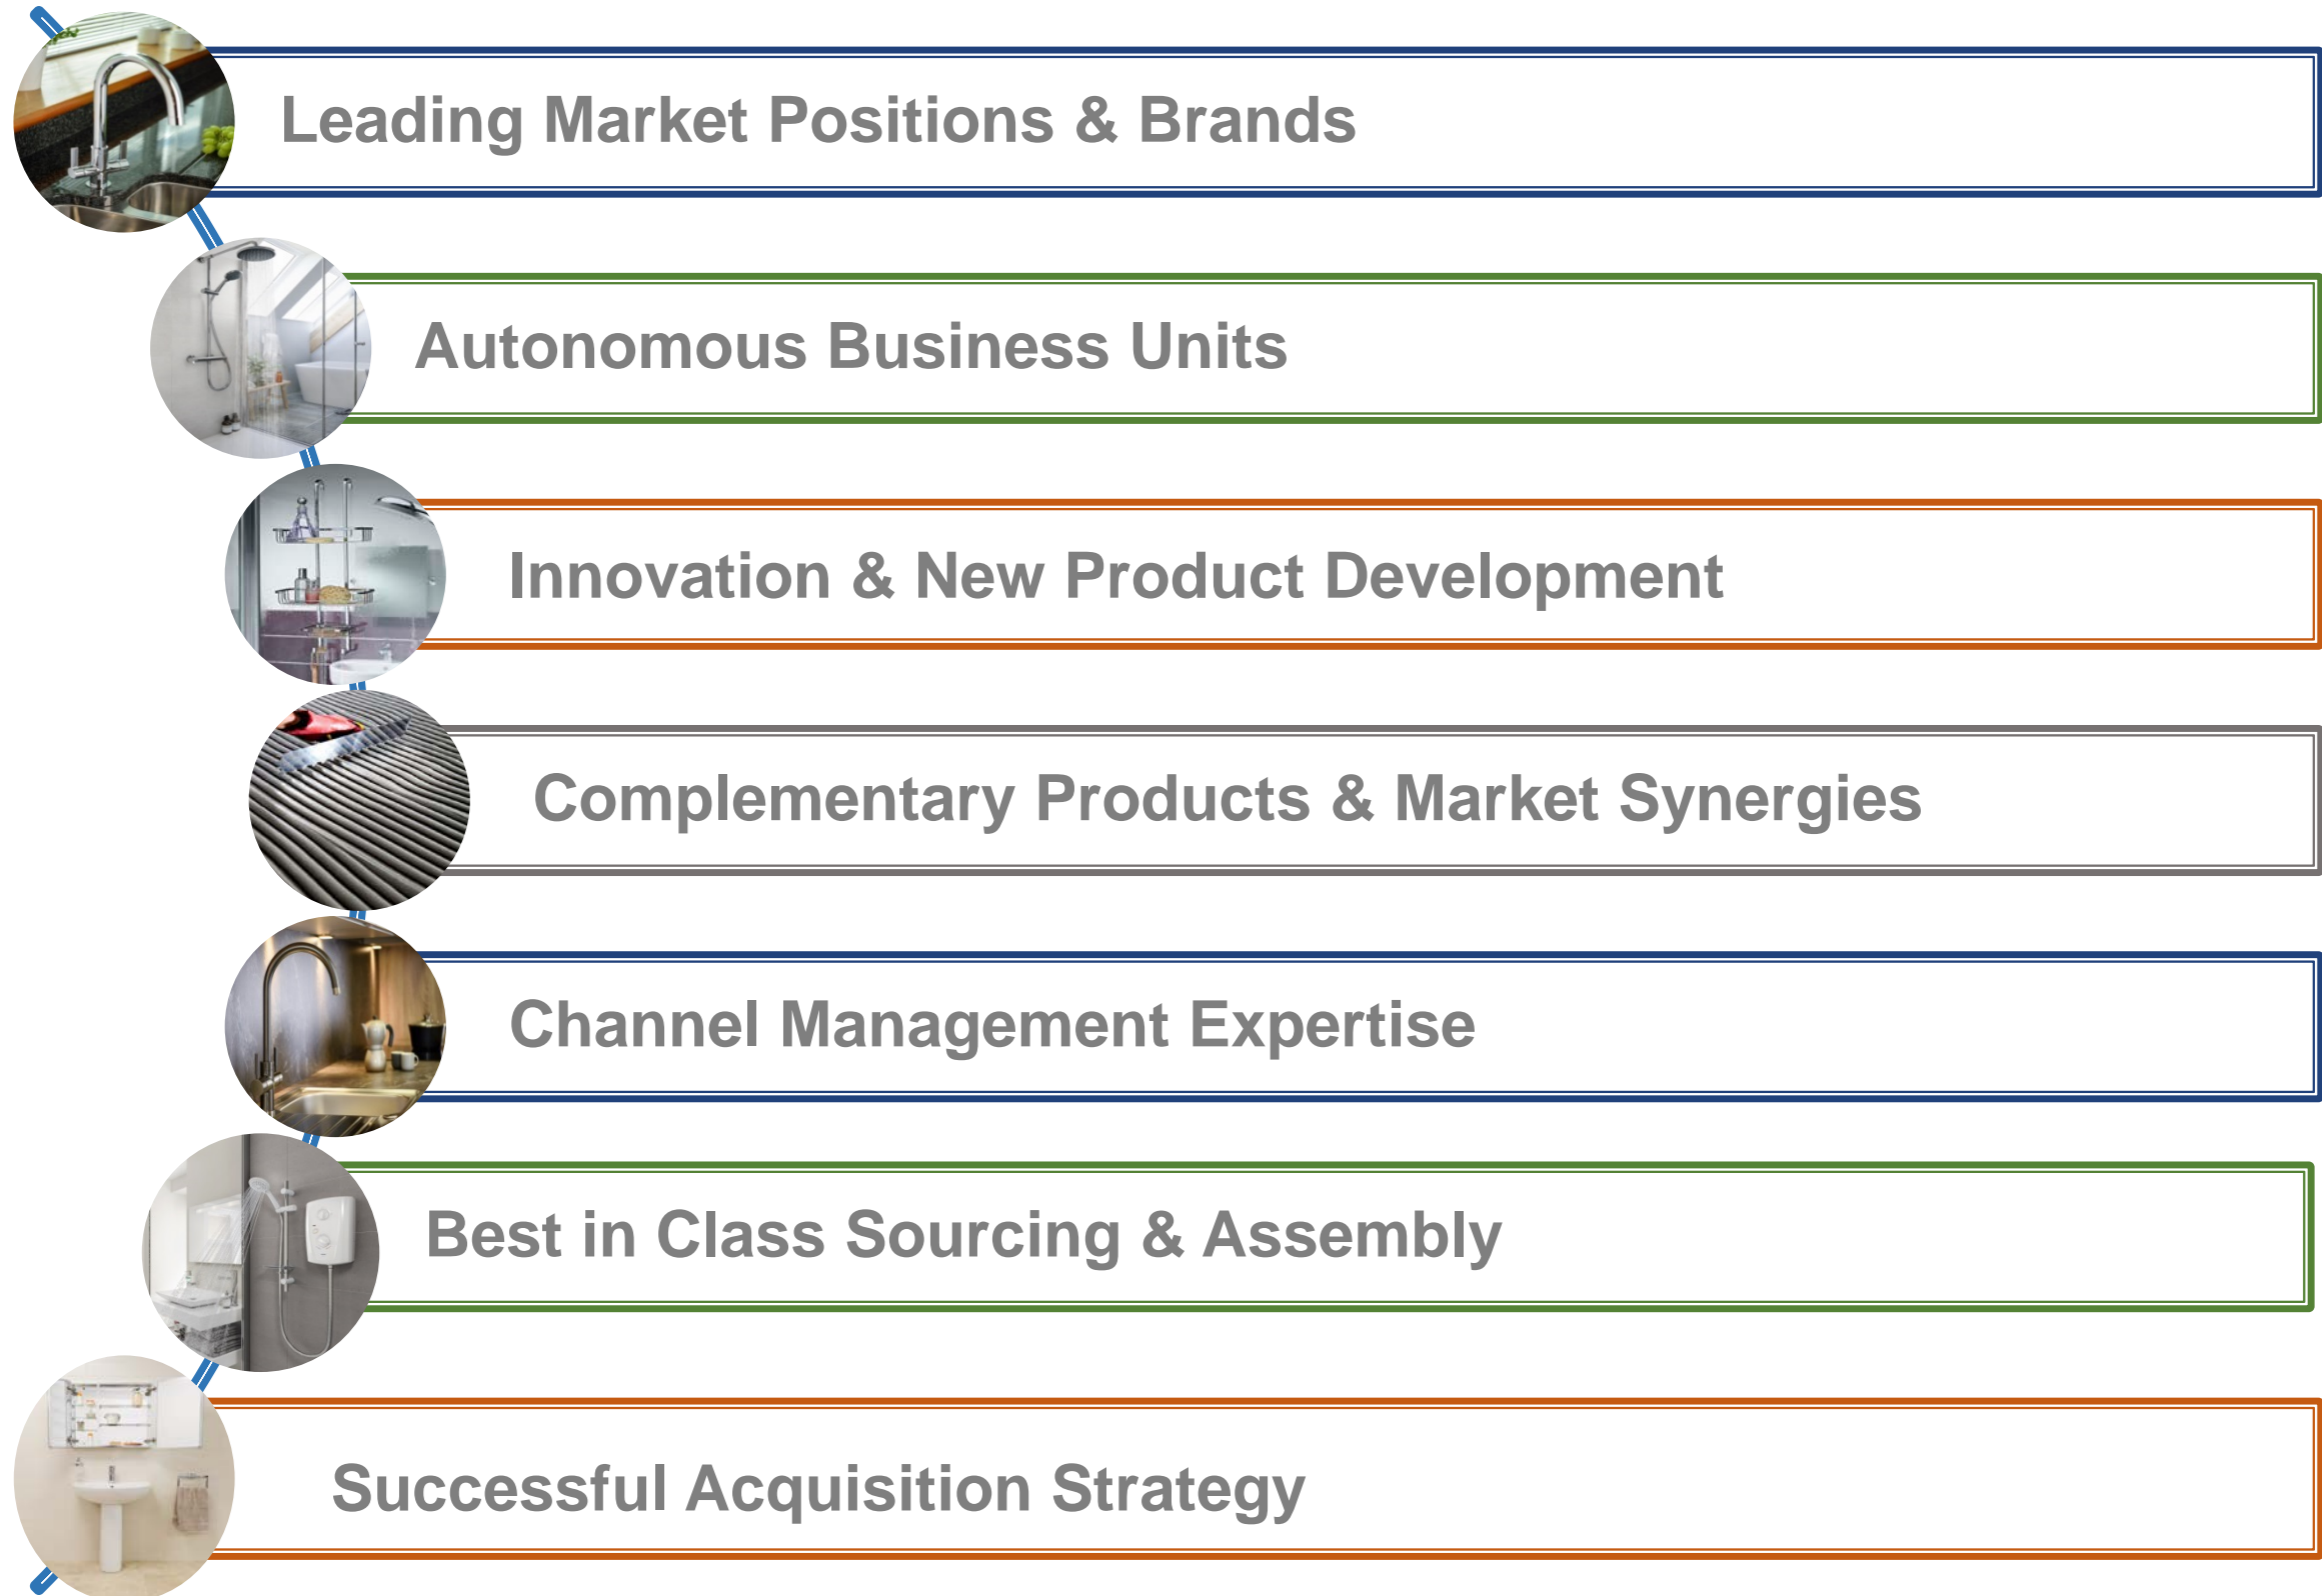 Leading Market Positions & Brands
Autonomous Business Units
Innovation & New Product Development
Complementary Products & Market Synergies
Channel Management Expertise
Best in Class Sourcing & Assembly
Successful Acquisition Strategy